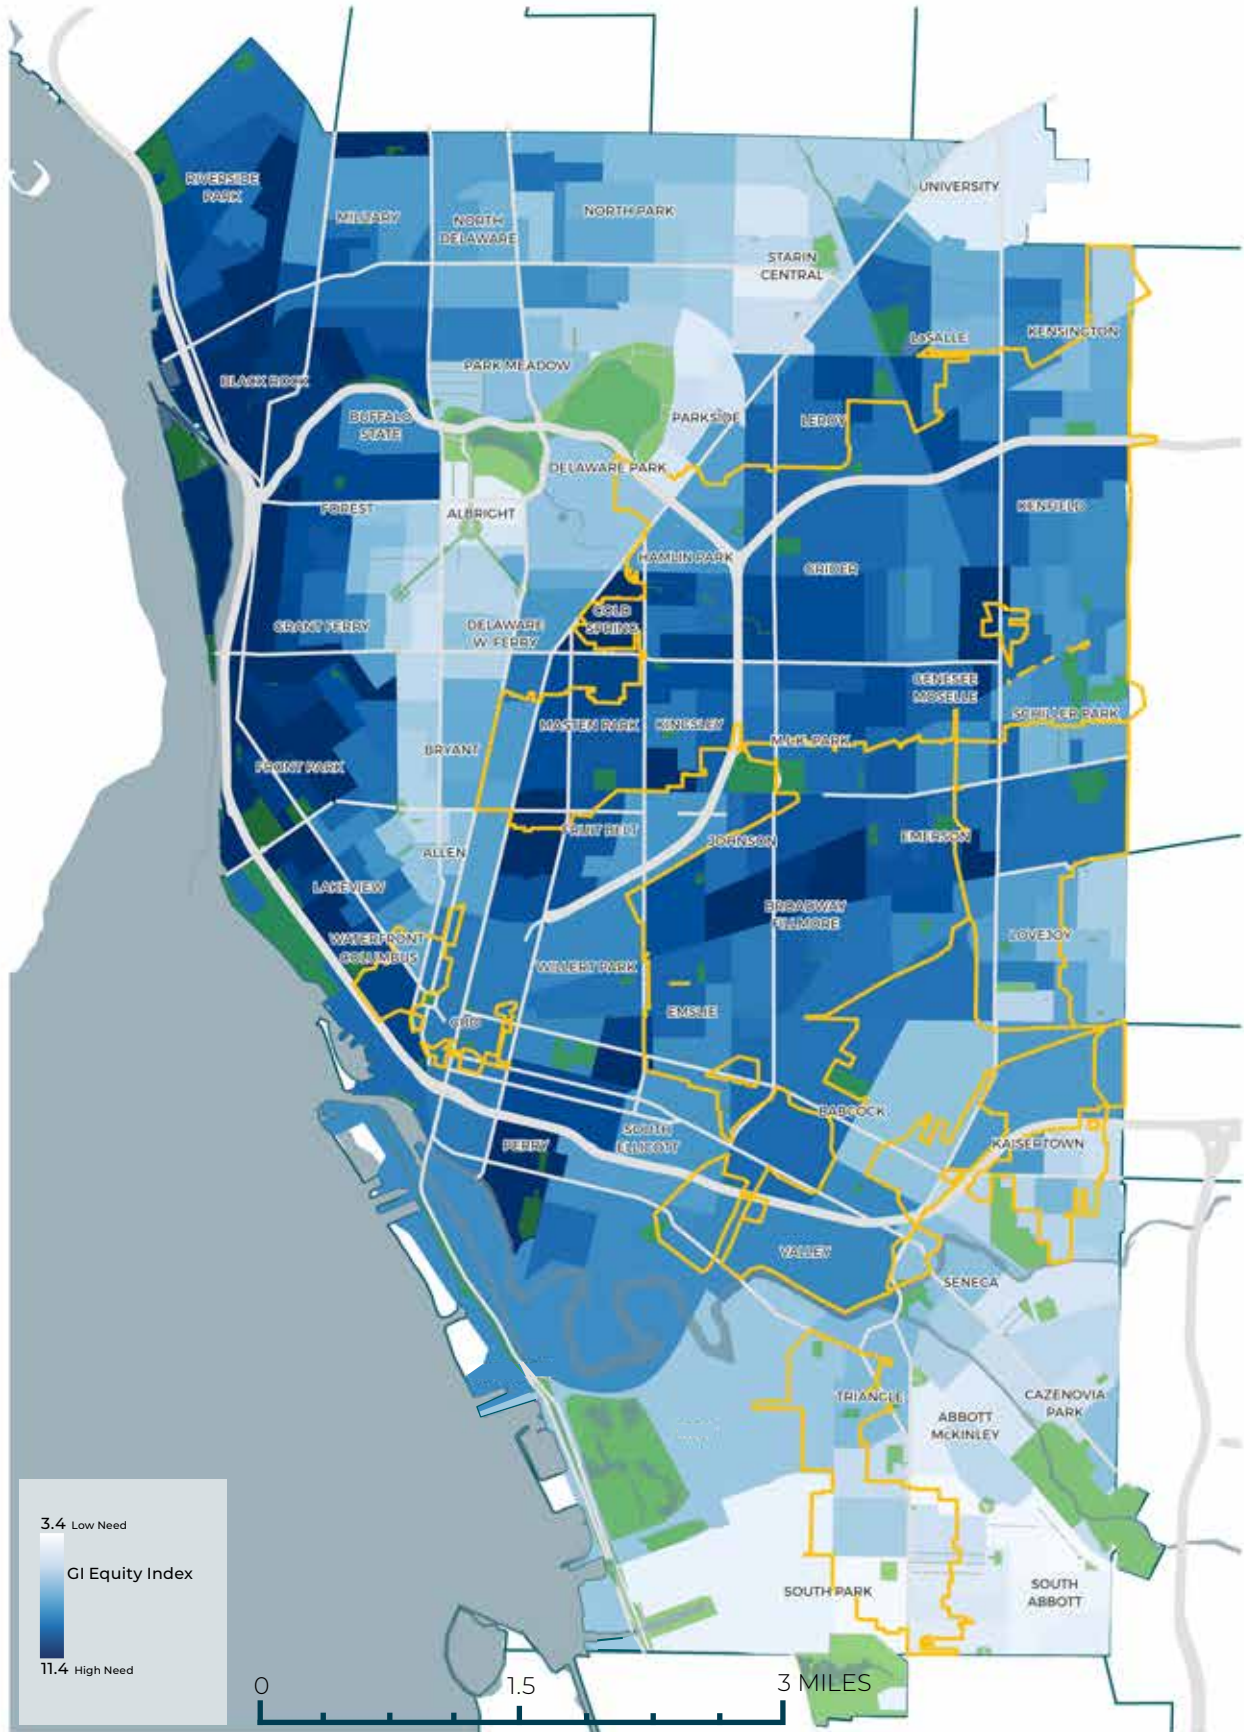 RIVERSIDE
PARK
MILITARY
NORTH
DELAWARE
NORTH PARK
UNIVERSITY
STARIN
CENTRAL
LaSALLE
KENSINGTON
PARK MEADOW
BLACK ROCK
BUFFALO
STATE
PARKSIDE
LEROY
DELAWARE PARK
FOREST
ALBRIGHT
KENFIELD
HAMLIN PARK
GRIDER
COLD
SPRING
GRANT FERRY
DELAWARE
W. FERRY
GENESEE
MOSELLE
SCHILLER PARK
MASTEN PARK
KINGSLEY
M.L.K. PARK
BRYANT
FRONT PARK
FRUIT BELT
JOHNSON
EMERSON
ALLEN
LAKEVIEW
BROADWAY
FILLMORE
WATERFRONT
COLUMBUS
LOVEJOY
WILLERT PARK
EMSLIE
CBD
BABCOCK
SOUTH
ELLICOTT
PERRY
KAISERTOWN
VALLEY
SENECA
TRIANGLE
CAZENOVIA
PARK
ABBOTT
McKINLEY
SOUTH PARK
SOUTH
ABBOTT
3.4 Low Need
GI Equity Index
11.4 High Need
0
1.5
3 MILES